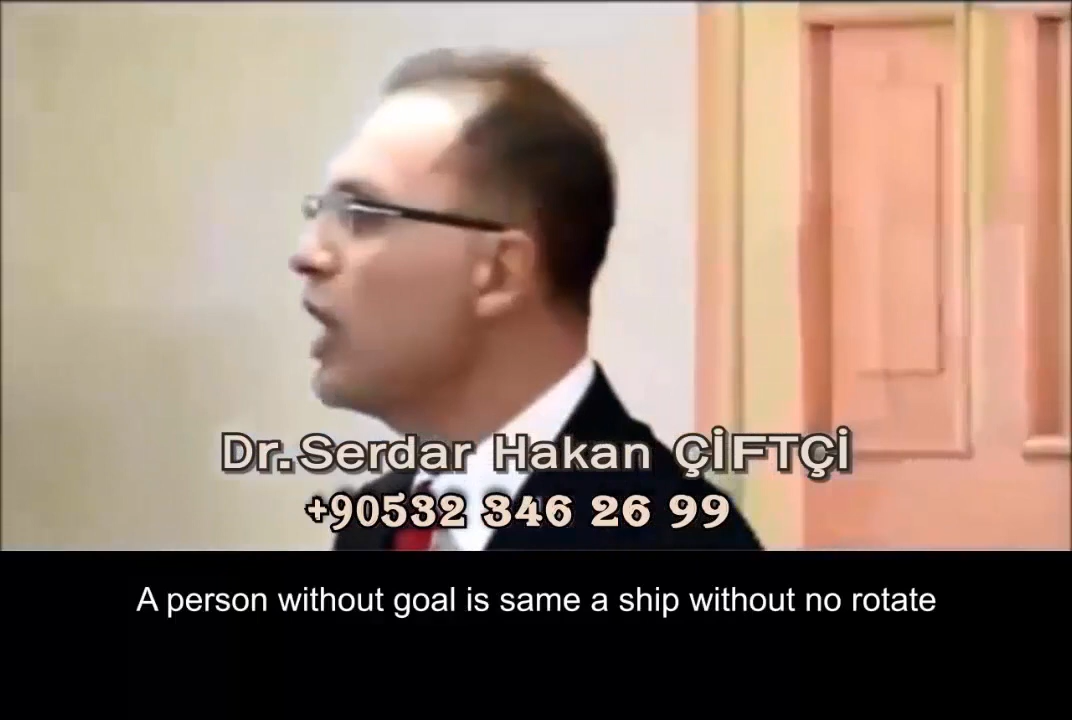 Dr.Serdar Hakan ÇİFTÇİ
+90532 346 26 99
A person without goal is same a ship without no rotate